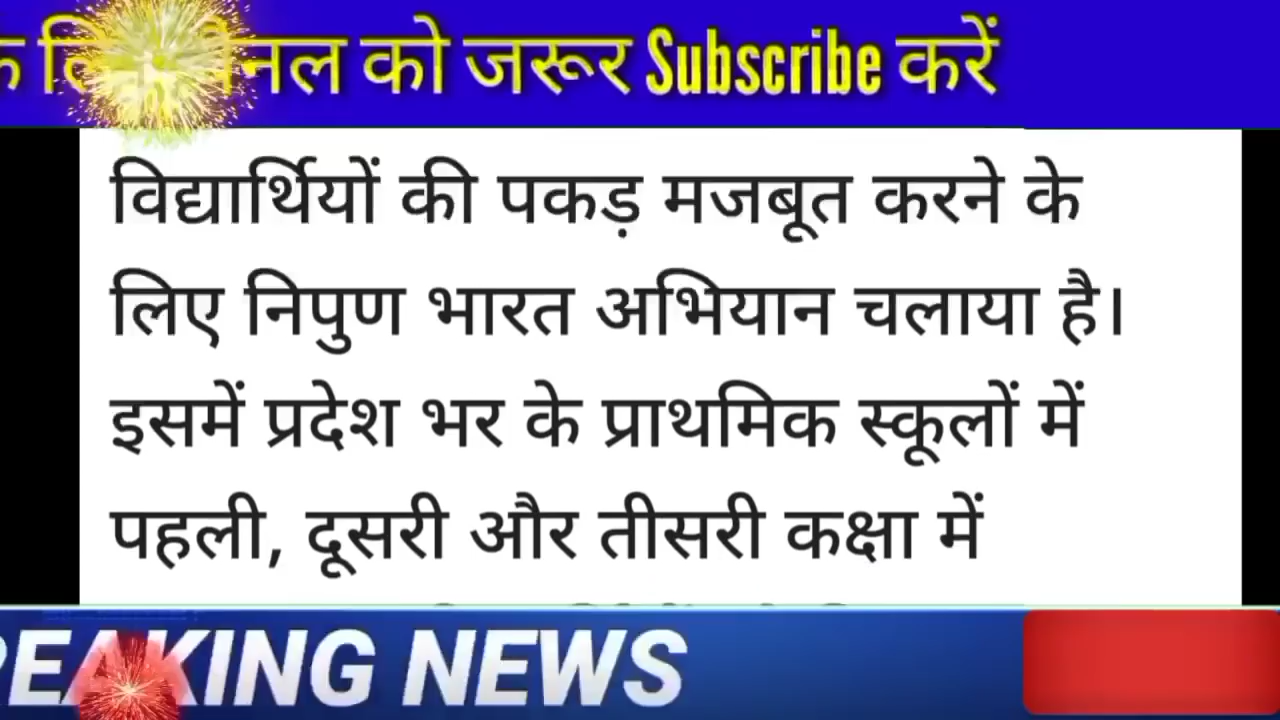 को जरूर Subscribe करें
विद्यार्थियों की पकड़ मजबूत करने के
लिए निपुण भारत अभियान चलाया है।
इसमें प्रदेश भर के प्राथमिक स्कूलों में
पहली, दूसरी और तीसरी कक्षा में
NEWS